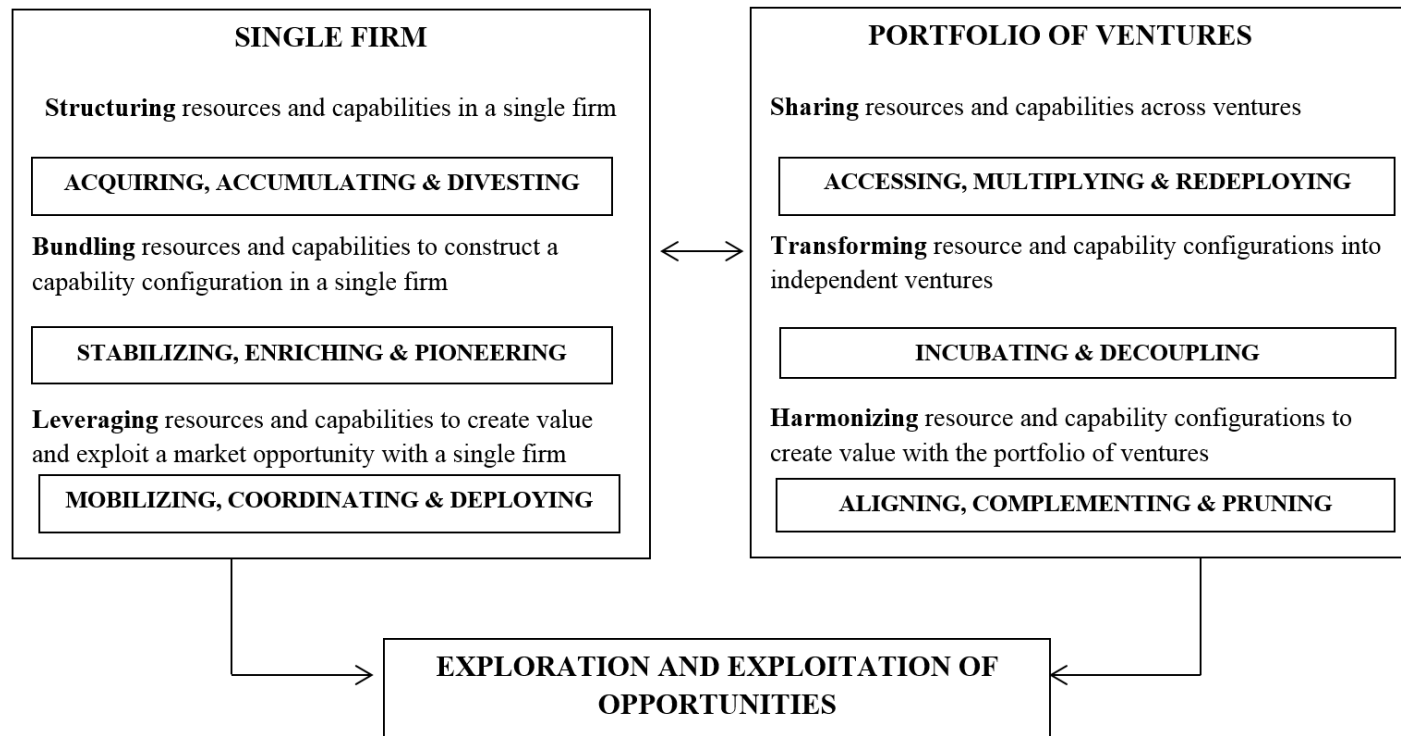 SINGLE FIRM
Structuring resources and capabilities in a single firm
ACQUIRING, ACCUMULATING & DIVESTING
Bundling resources and capabilities to construct a
capability configuration in a single firm
STABILIZING, ENRICHING & PIONEERING
Leveraging resources and capabilities to create value
and exploit a market opportunity with a single firm
MOBILIZING, COORDINATING & DEPLOYING
PORTFOLIO OF VENTURES
Sharing resources and capabilities across ventures
ACCESSING, MULTIPLYING & REDEPLOYING
Transforming resource and capability configurations into
independent ventures
INCUBATING & DECOUPLING
Harmonizing resource and capability configurations to
create value with the portfolio of ventures
ALIGNING, COMPLEMENTING & PRUNING
EXPLORATION AND EXPLOITATION OF
OPPORTUNITIES